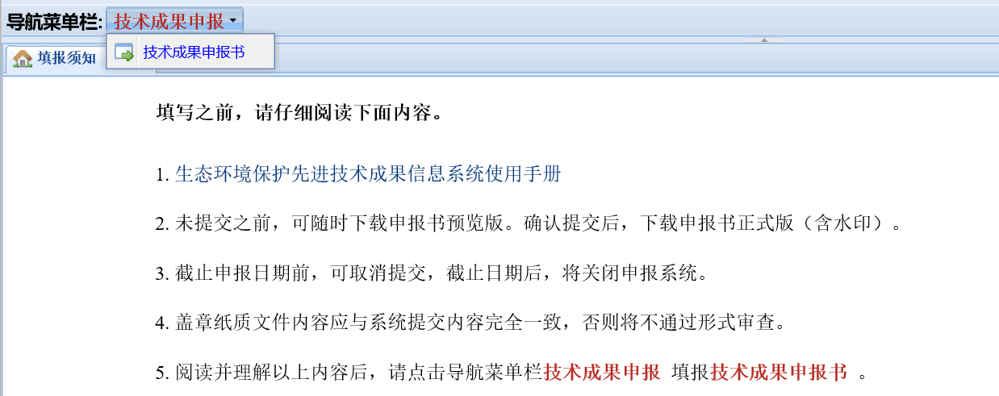 导航菜单栏: 技术成果申报
技术成果申报书
填报须知
填写之前，请仔细阅读下面内容。
1. 生态环境保护先进技术成果信息系统使用手册
2. 未提交之前，可随时下载申报书预览版。确认提交后，下载申报书正式版（含水印）。
3. 截止申报日期前，可取消提交，截止日期后，将关闭申报系统。
4. 盖章纸质文件内容应与系统提交内容完全一致，否则将不通过形式审查。
5. 阅读并理解以上内容后，请点击导航菜单栏技术成果申报 填报技术成果申报书 。